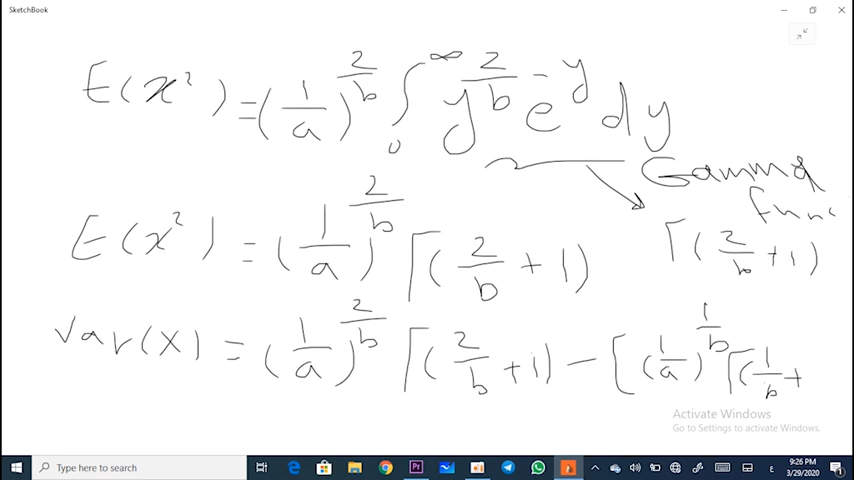 SketchBook
E(x²) = (1/a)^(2/b) ∫₀^∞ y^(2/b) e^(-y) dy
Gamma
func
E(x²) = (1/a)^(2/b) Γ(2/b + 1)
Γ(2/b + 1)
Var(X) = (1/a)^(2/b) Γ(2/b + 1) - [(1/a)^(1/b) Γ(1/b +
Activate Windows
Go to Settings to activate Windows.
Type here to search
9:26 PM
3/29/2020